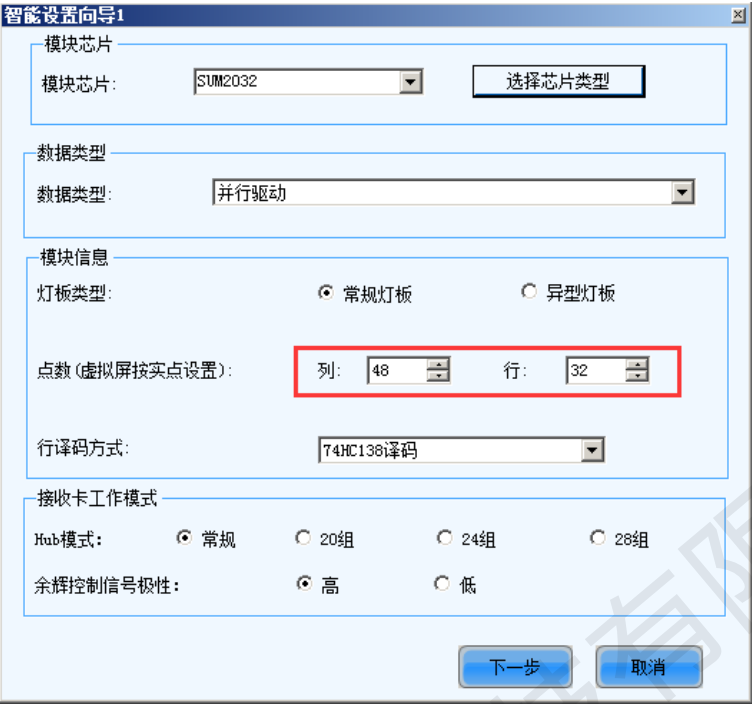 智能设置向导1
模块芯片
模块芯片: SUM2032 选择芯片类型
数据类型
数据类型: 并行驱动
模块信息
灯板类型: 常规灯板 异型灯板
点数(虚拟屏按实点设置): 列: 48 行: 32
行译码方式: 74HC138译码
接收卡工作模式
Hub模式: 常规 20组 24组 28组
余辉控制信号极性: 高 低
下一步 取消